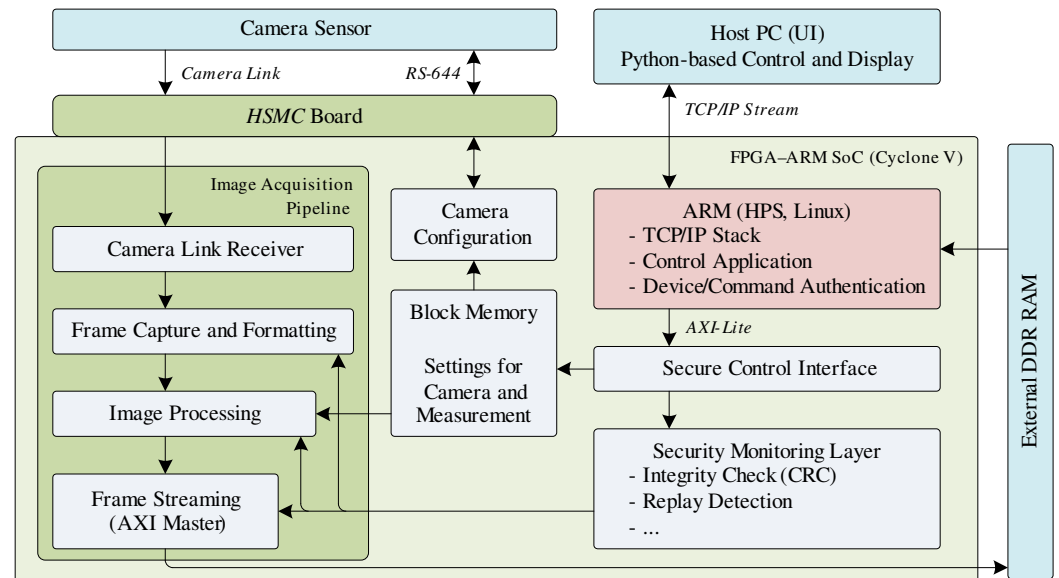 Camera Sensor
Host PC (UI)
Python-based Control and Display
Camera Link
RS-644
TCP/IP Stream
HSMC Board
FPGA–ARM SoC (Cyclone V)
Image Acquisition
Pipeline
Camera
Configuration
ARM (HPS, Linux)
- TCP/IP Stack
- Control Application
- Device/Command Authentication
Camera Link Receiver
Block Memory
Settings for
Camera and
Measurement
AXI-Lite
Frame Capture and Formatting
Secure Control Interface
Image Processing
Security Monitoring Layer
- Integrity Check (CRC)
- Replay Detection
- ...
Frame Streaming
(AXI Master)
External DDR RAM